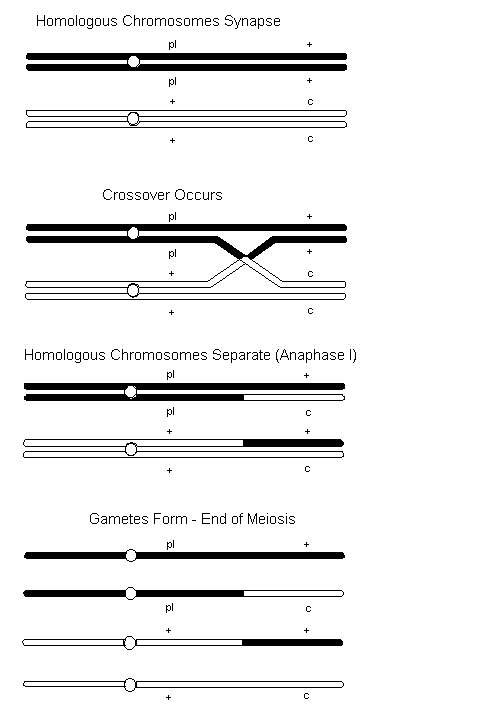 Homologous Chromosomes Synapse
pl +
pl +
+ c
+ c
Crossover Occurs
pl +
pl +
+ c
+ c
Homologous Chromosomes Separate (Anaphase I)
pl +
pl c
+ +
+ c
Gametes Form - End of Meiosis
pl +
pl c
+ +
+ c